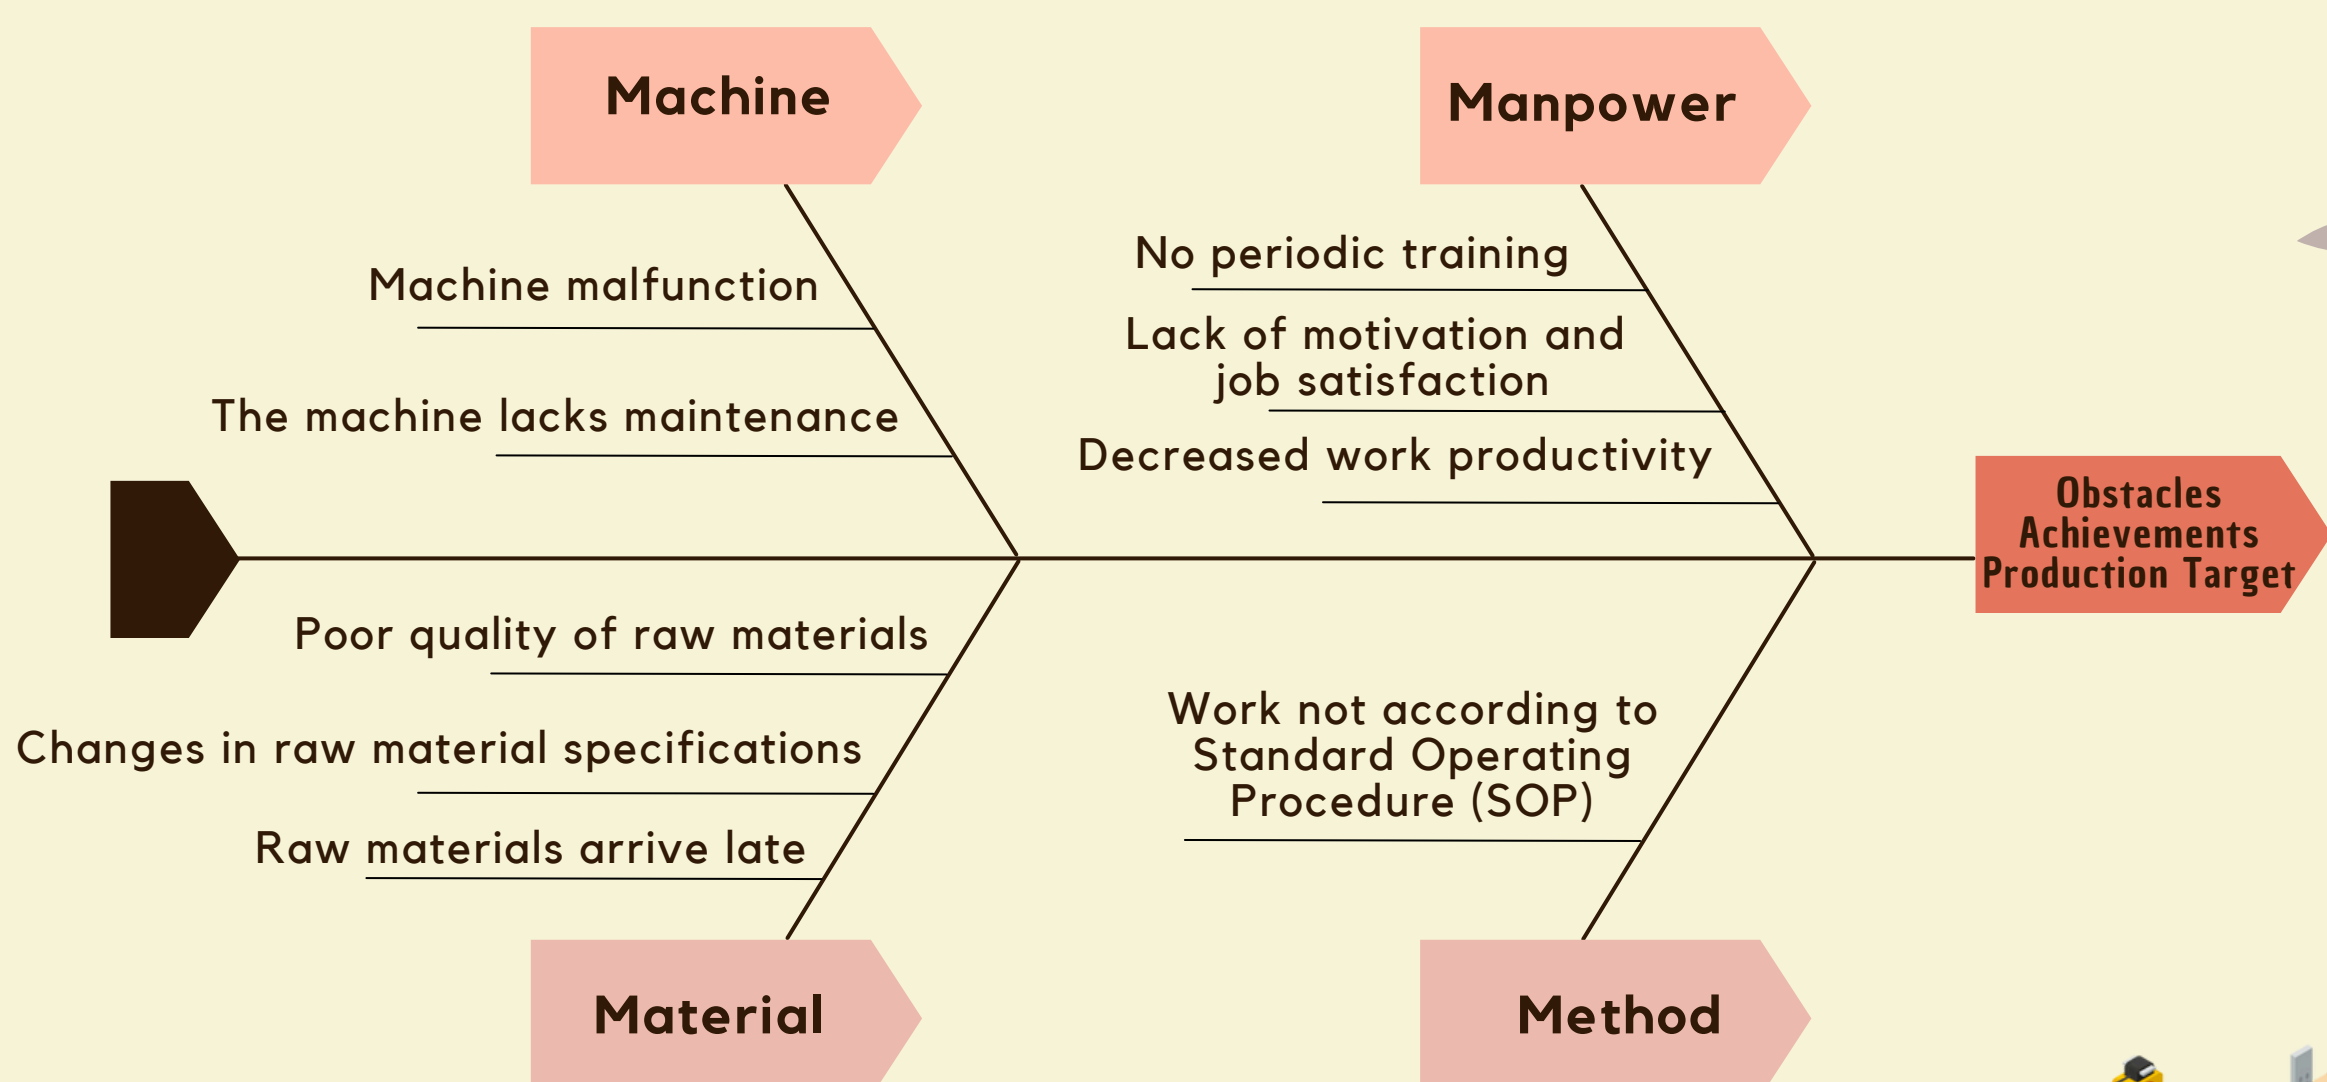 Machine
Manpower
Machine malfunction
The machine lacks maintenance
No periodic training
Lack of motivation and
job satisfaction
Decreased work productivity
Obstacles
Achievements
Production Target
Poor quality of raw materials
Changes in raw material specifications
Raw materials arrive late
Work not according to
Standard Operating
Procedure (SOP)
Material
Method